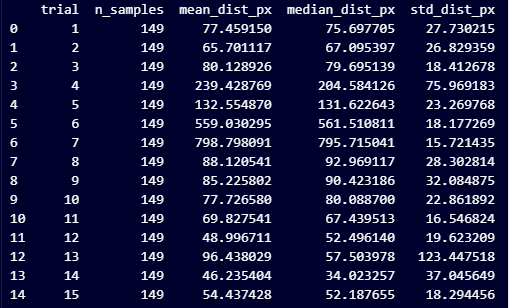 trial n_samples mean_dist_px median_dist_px std_dist_px
0 1 149 77.459150 75.697705 27.730215
1 2 149 65.701117 67.095397 26.829359
2 3 149 80.128926 79.695139 18.412678
3 4 149 239.428769 204.584126 75.969183
4 5 149 132.554870 131.622643 23.269768
5 6 149 559.030295 561.510811 18.177269
6 7 149 798.798091 795.715041 15.721435
7 8 149 88.120541 92.969117 28.302814
8 9 149 85.225802 90.423186 32.084875
9 10 149 77.726580 80.088700 22.861892
10 11 149 69.827541 67.439513 16.546824
11 12 149 48.996711 52.496140 19.623209
12 13 149 96.438029 57.503978 123.447518
13 14 149 46.235404 34.023257 37.045649
14 15 149 54.437428 52.187655 18.294456